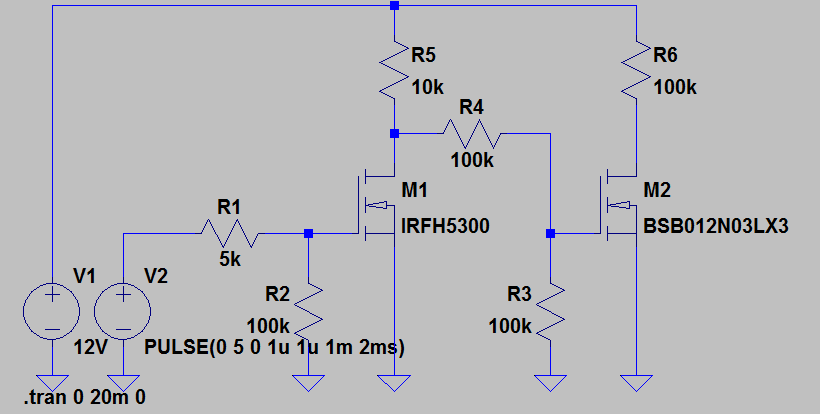 R5
10k
R6
100k
R4
100k
M1
IRFH5300
M2
BSB012N03LX3
R1
5k
R2
100k
R3
100k
V1
12V
V2
PULSE(0 5 0 1u 1u 1m 2ms)
.tran 0 20m 0